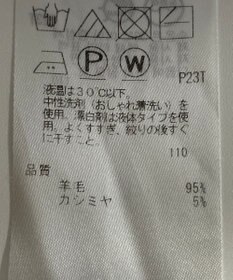 P W
P23T
液温は30℃以下。
中性洗剤(おしゃれ着洗い)を
使用。漂白剤は液体タイプを使
用。よくすすぎ、絞りの後すぐ
に干すこと。
110
品質
羊毛 95%
カシミヤ 5%